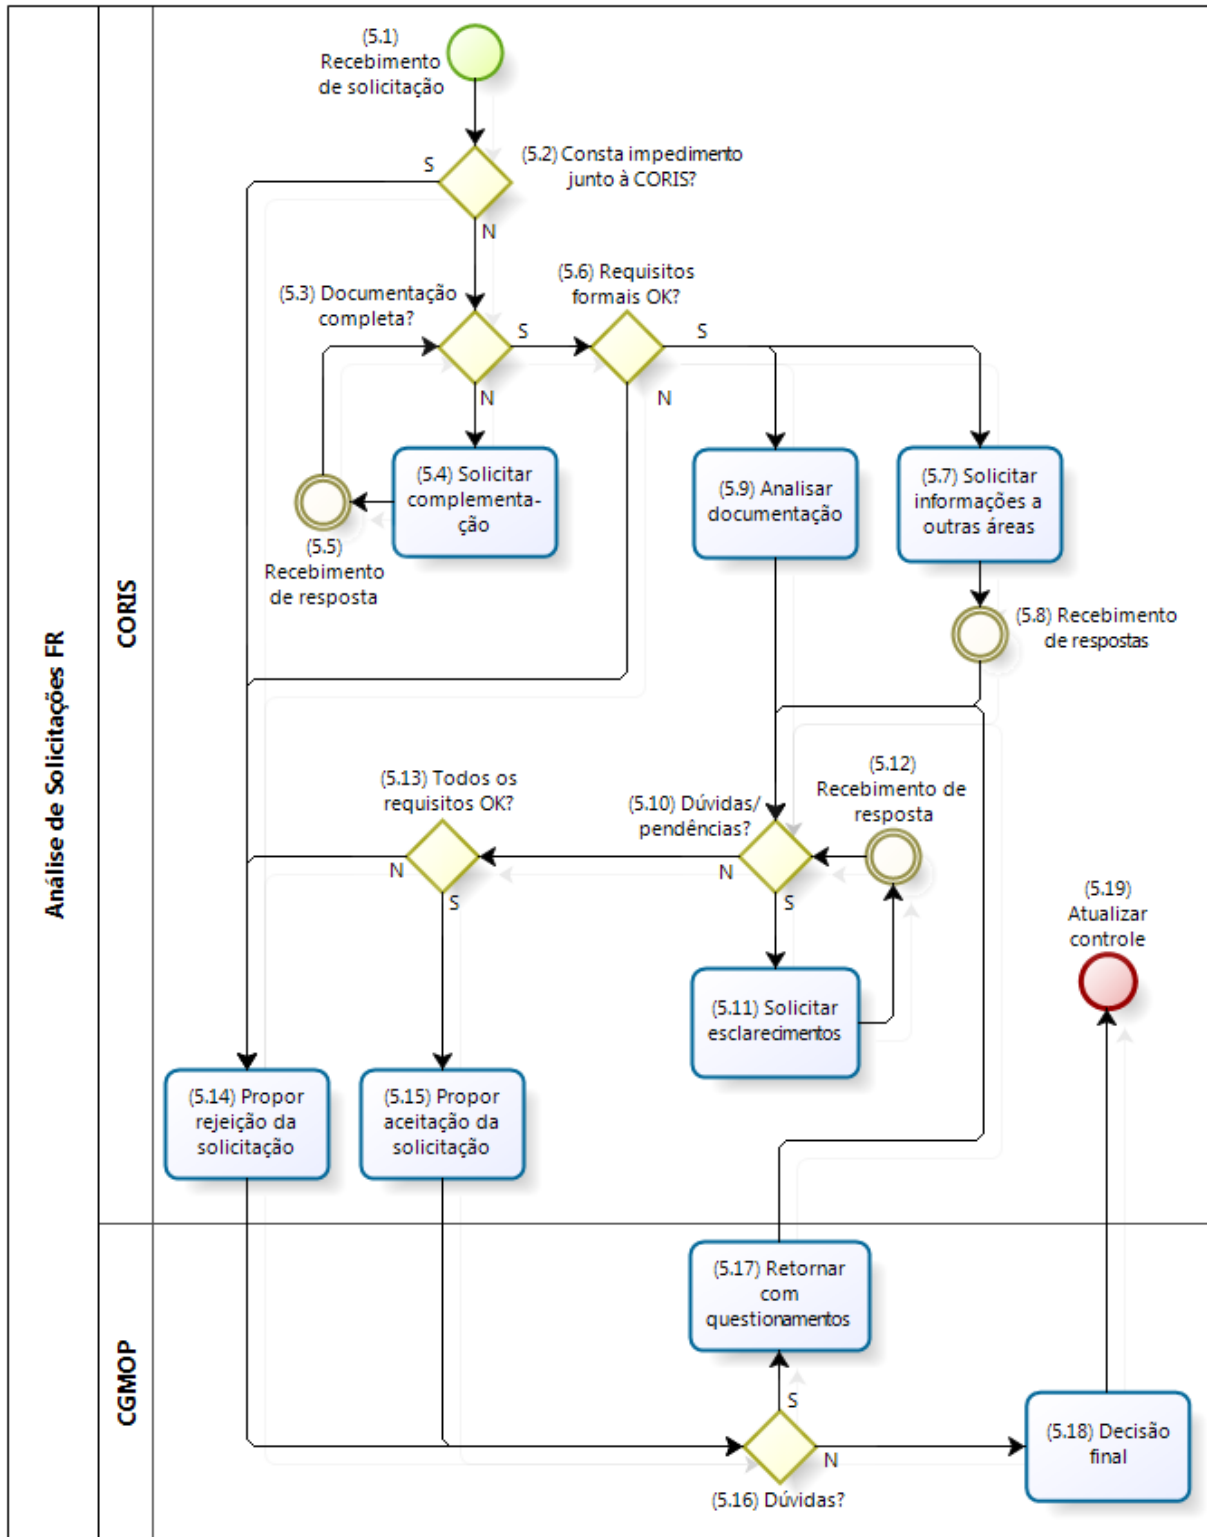 Análise de Solicitações FR
CORIS
(5.1)
Recebimento
de solicitação
(5.2) Consta impedimento
junto à CORIS?
S
N
(5.3) Documentação
completa?
S
N
(5.6) Requisitos
formais OK?
S
N
(5.4) Solicitar
complementa-
ção
(5.5)
Recebimento
de resposta
(5.9) Analisar
documentação
(5.7) Solicitar
informações a
outras áreas
(5.8) Recebimento
de respostas
(5.13) Todos os
requisitos OK?
N
S
(5.10) Dúvidas/
pendências?
N
S
(5.12)
Recebimento de
resposta
(5.11) Solicitar
esclarecimentos
(5.19)
Atualizar
controle
(5.14) Propor
rejeição da
solicitação
(5.15) Propor
aceitação da
solicitação
CGMOP
(5.17) Retornar
com
questionamentos
S
N
(5.16) Dúvidas?
(5.18) Decisão
final